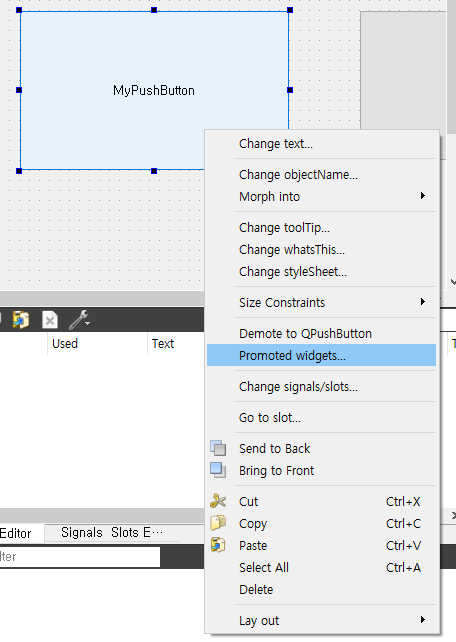 MyPushButton
Change text...
Change objectName...
Morph into
Change toolTip...
Change whatsThis...
Change styleSheet...
Size Constraints
Demote to QPushButton
Promoted widgets...
Change signals/slots...
Go to slot...
Send to Back
Bring to Front
Cut Ctrl+X
Copy Ctrl+C
Paste Ctrl+V
Select All Ctrl+A
Delete
Lay out
Used Text
Editor Signals Slots E···
lter